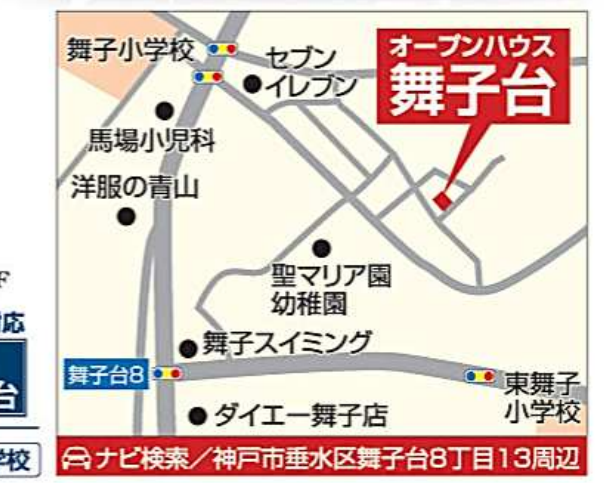 舞子小学校
セブン
イレブン
オープンハウス
舞子台
馬場小児科
洋服の青山
聖マリア園
幼稚園
F
応
台
学校
舞子スイミング
舞子台8
東舞子
小学校
ダイエー舞子店
ナビ検索/神戸市垂水区舞子台8丁目13周辺